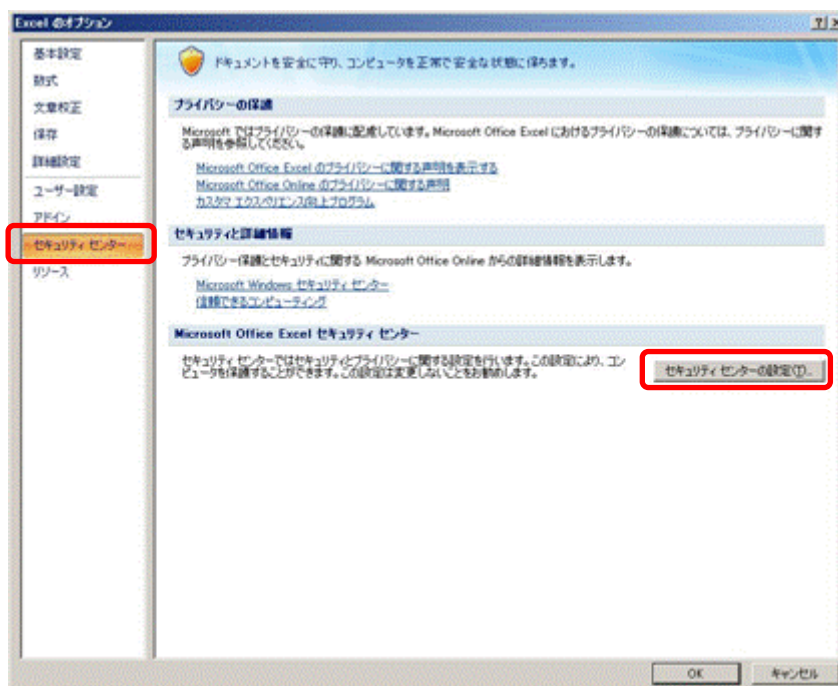 Excel のオプション
基本設定
数式
文章校正
保存
詳細設定
ユーザー設定
アドイン
セキュリティ センター
リソース
ドキュメントを安全に守り、コンピュータを正常で安全な状態に保ちます。
プライバシーの保護
Microsoft ではプライバシーの保護に配慮しています。Microsoft Office Excel におけるプライバシーの保護については、プライバシーに関す
る声明を参照してください。
Microsoft Office Excel のプライバシーに関する声明を表示する
Microsoft Office Online のプライバシーに関する声明
カスタマ エクスペリエンス向上プログラム
セキュリティと詳細情報
プライバシー保護とセキュリティに関する Microsoft Office Online からの詳細情報を表示します。
Microsoft Windows セキュリティ センター
信頼できるコンピューティング
Microsoft Office Excel セキュリティ センター
セキュリティ センターではセキュリティとプライバシーに関する設定を行います。この設定により、コン
ピュータを保護することができます。この設定は変更しないことをお勧めします。
セキュリティ センターの設定(T)...
OK
キャンセル